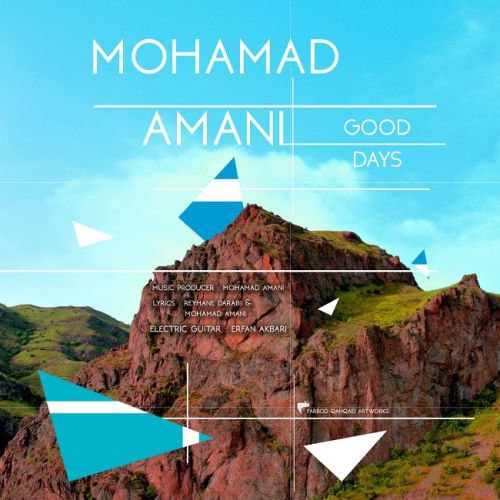 MOHAMAD
AMANI
GOOD
DAYS
MUSIC PRODUCER : MOHAMAD AMANI
LYRICS : REYHANE DARABI &
MOHAMAD AMANI
ELECTRIC GUITAR : ERFAN AKBARI
FARBOD QAHQAEI ARTWORKS